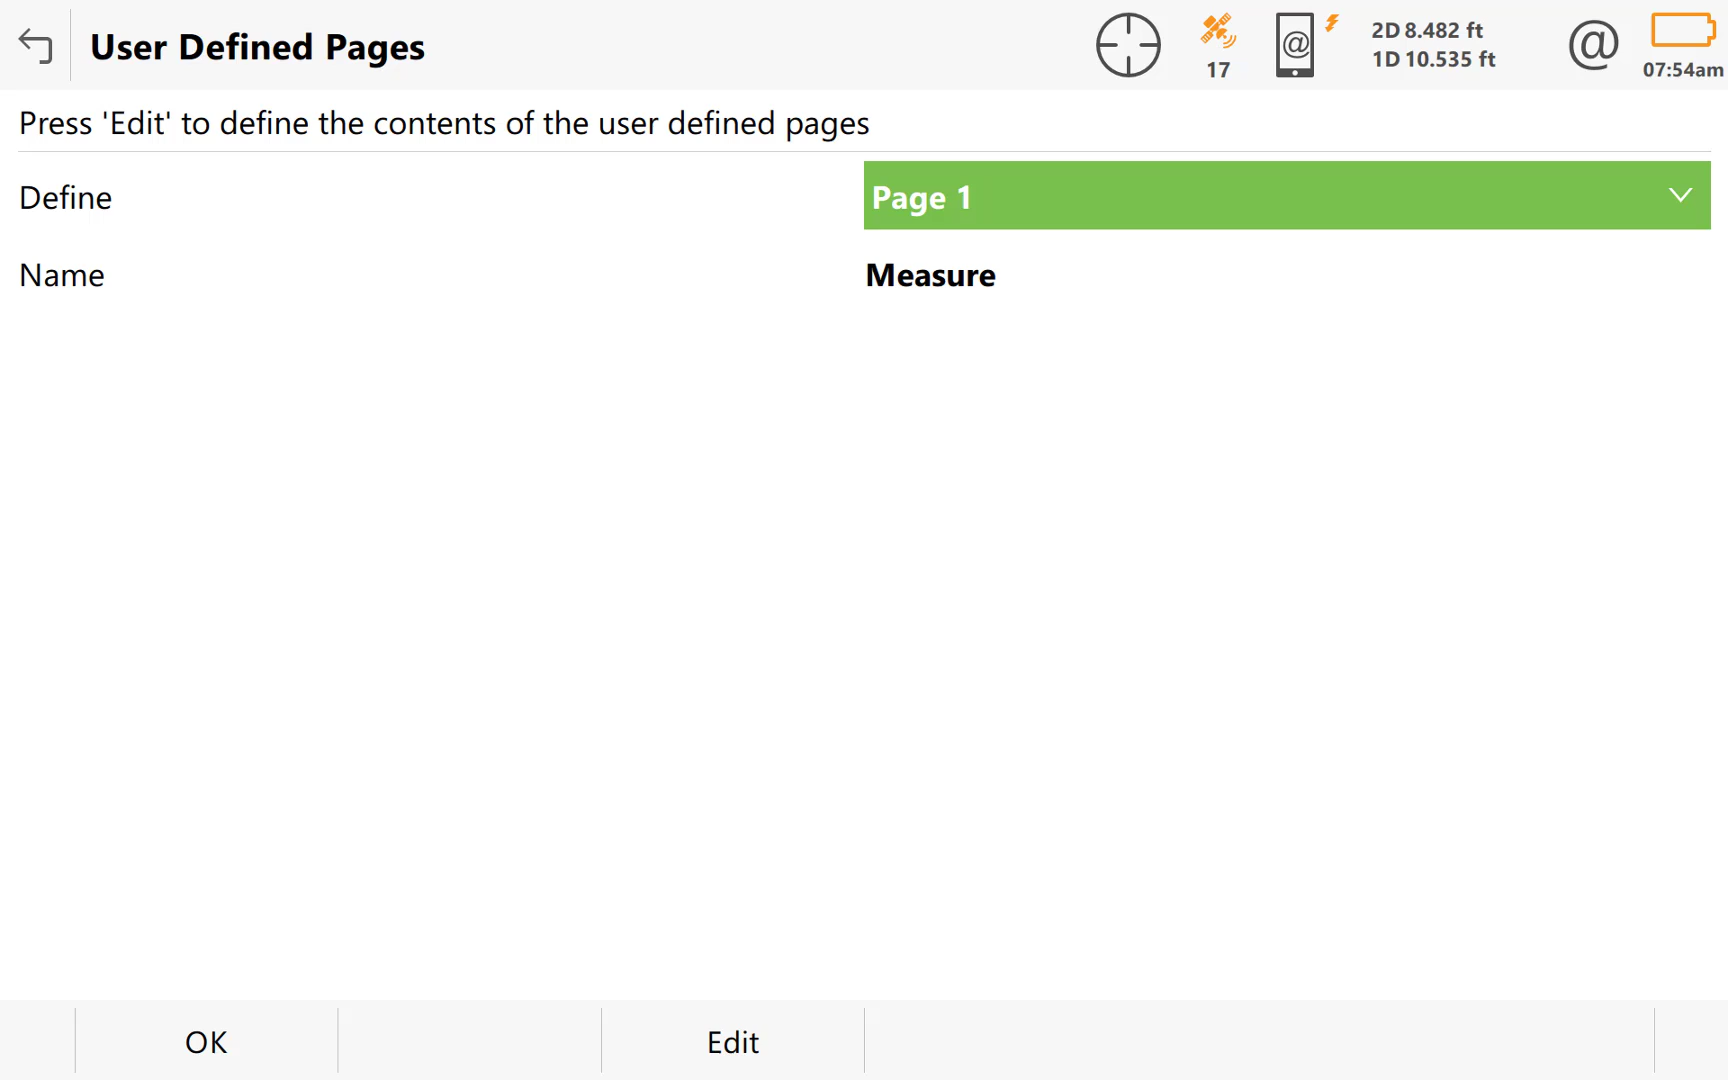 User Defined Pages
17
@
2D 8.482 ft
1D 10.535 ft
@
07:54am
Press 'Edit' to define the contents of the user defined pages
Define
Page 1
Name
Measure
OK
Edit